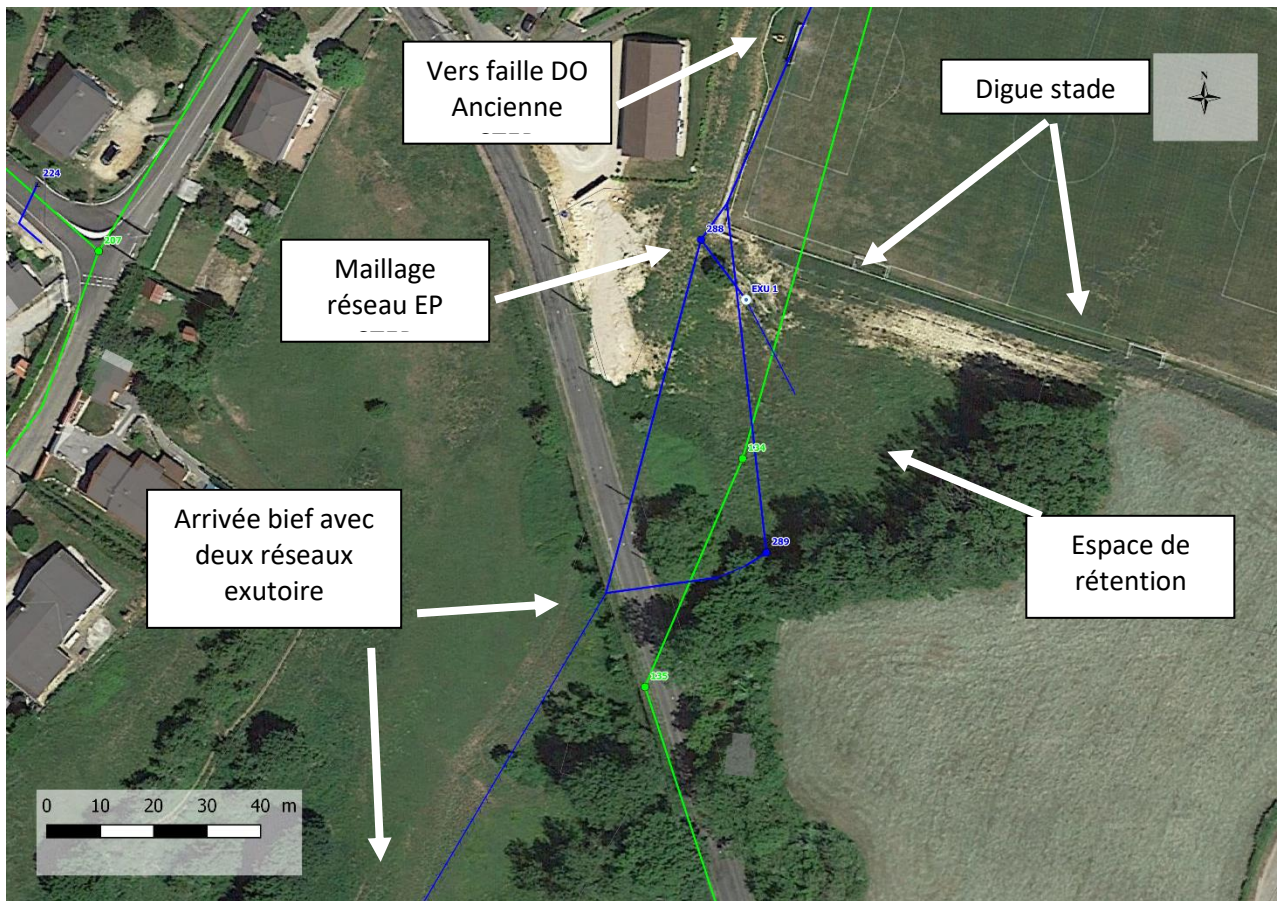 Vers faille DO
Ancienne
Digue stade
N
224
207
288
Maillage
réseau EP
EXU 1
134
Arrivée bief avec
deux réseaux
exutoire
289
Espace de
rétention
135
0 10 20 30 40 m